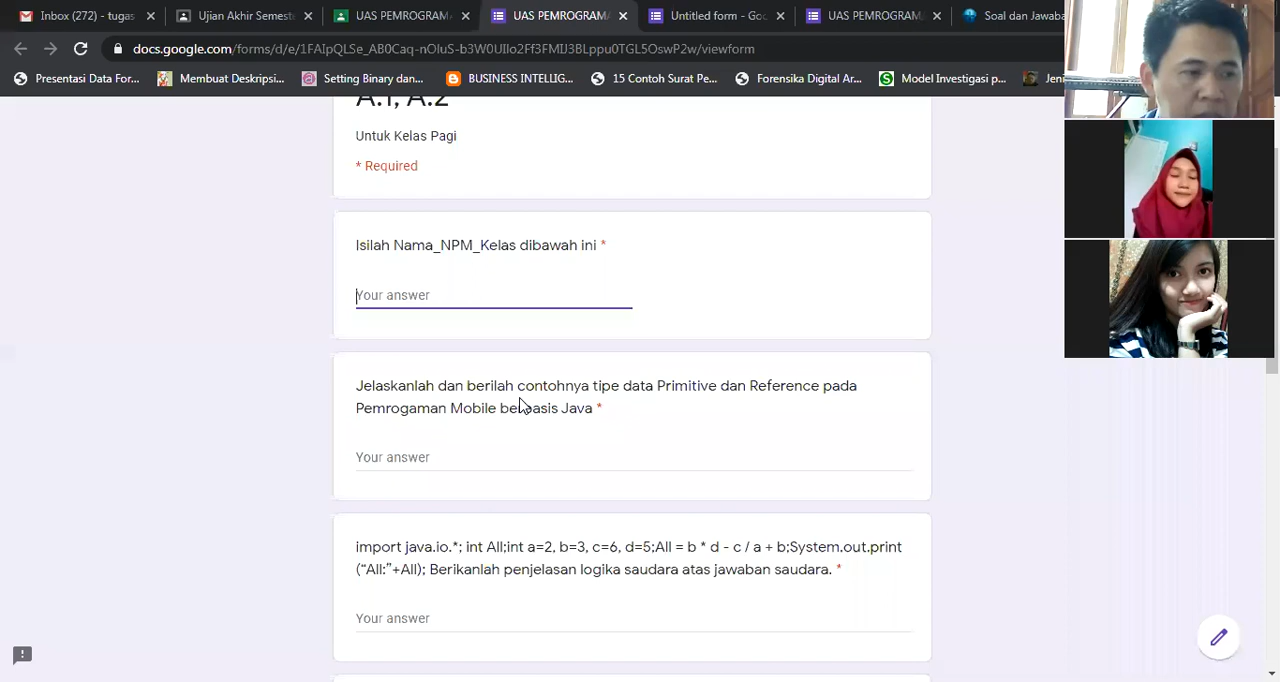 Inbox (272) - tugas
Ujian Akhir Semest
UAS PEMROGRAM
UAS PEMROGRAMA
Untitled form - Goo
UAS PEMROGRAM
Soal dan Jawaba
docs.google.com/forms/d/e/1FAIpQLSe_AB0Caq-nOIuS-b3W0UIlo2Ff3FMIJ3BLppu0TGL5OswP2w/viewform
Presentasi Data For...
Membuat Deskripsi...
Setting Binary dan...
BUSINESS INTELLIG...
15 Contoh Surat Pe...
Forensika Digital Ar...
Model Investigasi p...
Jeni
A.1, A.2
Untuk Kelas Pagi
* Required
Isilah Nama_NPM_Kelas dibawah ini *
Your answer
Jelaskanlah dan berilah contohnya tipe data Primitive dan Reference pada
Pemrogaman Mobile berbasis Java *
Your answer
import java.io.*; int All;int a=2, b=3, c=6, d=5;All = b * d - c / a + b;System.out.print
(“All:”+All); Berikanlah penjelasan logika saudara atas jawaban saudara. *
Your answer